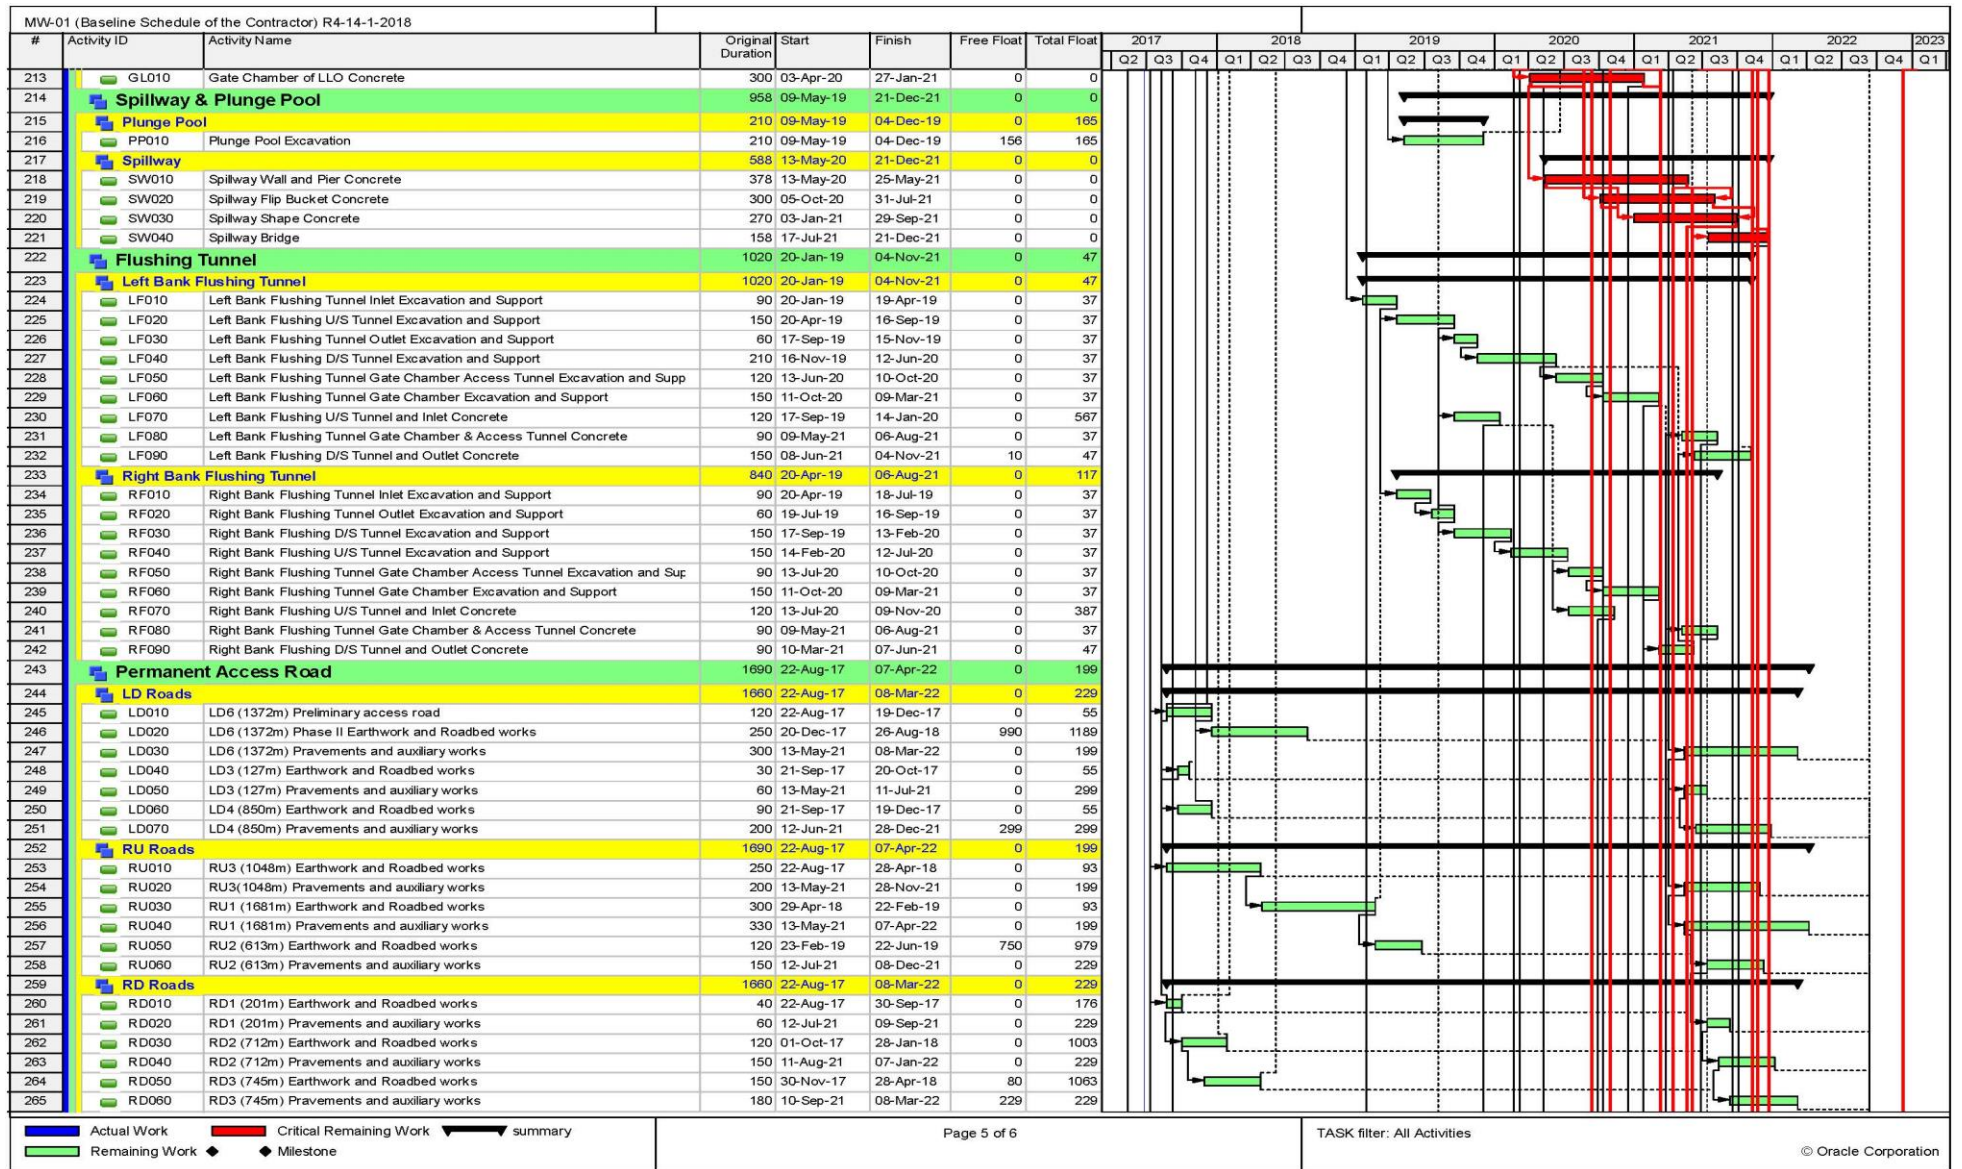 MW-01 (Baseline Schedule of the Contractor) R4-14-1-2018
# Activity ID Activity Name Original Duration Start Finish Free Float Total Float 2017 2018 2019 2020 2021 2022 2023
Q2 Q3 Q4 Q1 Q2 Q3 Q4 Q1 Q2 Q3 Q4 Q1 Q2 Q3 Q4 Q1 Q2 Q3 Q4 Q1 Q2 Q3 Q4 Q1
213 GL010 Gate Chamber of LLO Concrete 300 03-Apr-20 27-Jan-21 0 0
214 Spillway & Plunge Pool 958 09-May-19 21-Dec-21 0 0
215 Plunge Pool 210 09-May-19 04-Dec-19 0 165
216 PP010 Plunge Pool Excavation 210 09-May-19 04-Dec-19 156 165
217 Spillway 588 13-May-20 21-Dec-21 0 0
218 SW010 Spillway Wall and Pier Concrete 378 13-May-20 25-May-21 0 0
219 SW020 Spillway Flip Bucket Concrete 300 05-Oct-20 31-Jul-21 0 0
220 SW030 Spillway Shape Concrete 270 03-Jan-21 29-Sep-21 0 0
221 SW040 Spillway Bridge 158 17-Jul-21 21-Dec-21 0 0
222 Flushing Tunnel 1020 20-Jan-19 04-Nov-21 0 47
223 Left Bank Flushing Tunnel 1020 20-Jan-19 04-Nov-21 0 47
224 LF010 Left Bank Flushing Tunnel Inlet Excavation and Support 90 20-Jan-19 19-Apr-19 0 37
225 LF020 Left Bank Flushing U/S Tunnel Excavation and Support 150 20-Apr-19 16-Sep-19 0 37
226 LF030 Left Bank Flushing Tunnel Outlet Excavation and Support 60 17-Sep-19 15-Nov-19 0 37
227 LF040 Left Bank Flushing D/S Tunnel Excavation and Support 210 16-Nov-19 12-Jun-20 0 37
228 LF050 Left Bank Flushing Tunnel Gate Chamber Access Tunnel Excavation and Supp 120 13-Jun-20 10-Oct-20 0 37
229 LF060 Left Bank Flushing Tunnel Gate Chamber Excavation and Support 150 11-Oct-20 09-Mar-21 0 37
230 LF070 Left Bank Flushing U/S Tunnel and Inlet Concrete 120 17-Sep-19 14-Jan-20 0 567
231 LF080 Left Bank Flushing Tunnel Gate Chamber & Access Tunnel Concrete 90 09-May-21 06-Aug-21 0 37
232 LF090 Left Bank Flushing D/S Tunnel and Outlet Concrete 150 08-Jun-21 04-Nov-21 10 47
233 Right Bank Flushing Tunnel 840 20-Apr-19 06-Aug-21 0 117
234 RF010 Right Bank Flushing Tunnel Inlet Excavation and Support 90 20-Apr-19 18-Jul-19 0 37
235 RF020 Right Bank Flushing Tunnel Outlet Excavation and Support 60 19-Jul-19 16-Sep-19 0 37
236 RF030 Right Bank Flushing D/S Tunnel Excavation and Support 150 17-Sep-19 13-Feb-20 0 37
237 RF040 Right Bank Flushing U/S Tunnel Excavation and Support 150 14-Feb-20 12-Jul-20 0 37
238 RF050 Right Bank Flushing Tunnel Gate Chamber Access Tunnel Excavation and Sup 90 13-Jul-20 10-Oct-20 0 37
239 RF060 Right Bank Flushing Tunnel Gate Chamber Excavation and Support 150 11-Oct-20 09-Mar-21 0 37
240 RF070 Right Bank Flushing U/S Tunnel and Inlet Concrete 120 13-Jul-20 09-Nov-20 0 387
241 RF080 Right Bank Flushing Tunnel Gate Chamber & Access Tunnel Concrete 90 09-May-21 06-Aug-21 0 37
242 RF090 Right Bank Flushing D/S Tunnel and Outlet Concrete 90 10-Mar-21 07-Jun-21 0 47
243 Permanent Access Road 1690 22-Aug-17 07-Apr-22 0 199
244 LD Roads 1660 22-Aug-17 08-Mar-22 0 229
245 LD010 LD6 (1372m) Preliminary access road 120 22-Aug-17 19-Dec-17 0 55
246 LD020 LD6 (1372m) Phase II Earthwork and Roadbed works 250 20-Dec-17 26-Aug-18 990 1189
247 LD030 LD6 (1372m) Pravements and auxiliary works 300 13-May-21 08-Mar-22 0 199
248 LD040 LD3 (127m) Earthwork and Roadbed works 30 21-Sep-17 20-Oct-17 0 55
249 LD050 LD3 (127m) Pravements and auxiliary works 60 13-May-21 11-Jul-21 0 299
250 LD060 LD4 (850m) Earthwork and Roadbed works 90 21-Sep-17 19-Dec-17 0 55
251 LD070 LD4 (850m) Pravements and auxiliary works 200 12-Jun-21 28-Dec-21 299 299
252 RU Roads 1690 22-Aug-17 07-Apr-22 0 199
253 RU010 RU3 (1048m) Earthwork and Roadbed works 250 22-Aug-17 28-Apr-18 0 93
254 RU020 RU3(1048m) Pravements and auxiliary works 200 13-May-21 28-Nov-21 0 199
255 RU030 RU1 (1681m) Earthwork and Roadbed works 300 29-Apr-18 22-Feb-19 0 93
256 RU040 RU1 (1681m) Pravements and auxiliary works 330 13-May-21 07-Apr-22 0 199
257 RU050 RU2 (613m) Earthwork and Roadbed works 120 23-Feb-19 22-Jun-19 750 979
258 RU060 RU2 (613m) Pravements and auxiliary works 150 12-Jul-21 08-Dec-21 0 229
259 RD Roads 1660 22-Aug-17 08-Mar-22 0 229
260 RD010 RD1 (201m) Earthwork and Roadbed works 40 22-Aug-17 30-Sep-17 0 176
261 RD020 RD1 (201m) Pravements and auxiliary works 60 12-Jul-21 09-Sep-21 0 229
262 RD030 RD2 (712m) Earthwork and Roadbed works 120 01-Oct-17 28-Jan-18 0 1003
263 RD040 RD2 (712m) Pravements and auxiliary works 150 11-Aug-21 07-Jan-22 0 229
264 RD050 RD3 (745m) Earthwork and Roadbed works 150 30-Nov-17 28-Apr-18 80 1063
265 RD060 RD3 (745m) Pravements and auxiliary works 180 10-Sep-21 08-Mar-22 229 229
Actual Work Critical Remaining Work summary
Remaining Work Milestone
Page 5 of 6
TASK filter: All Activities
© Oracle Corporation